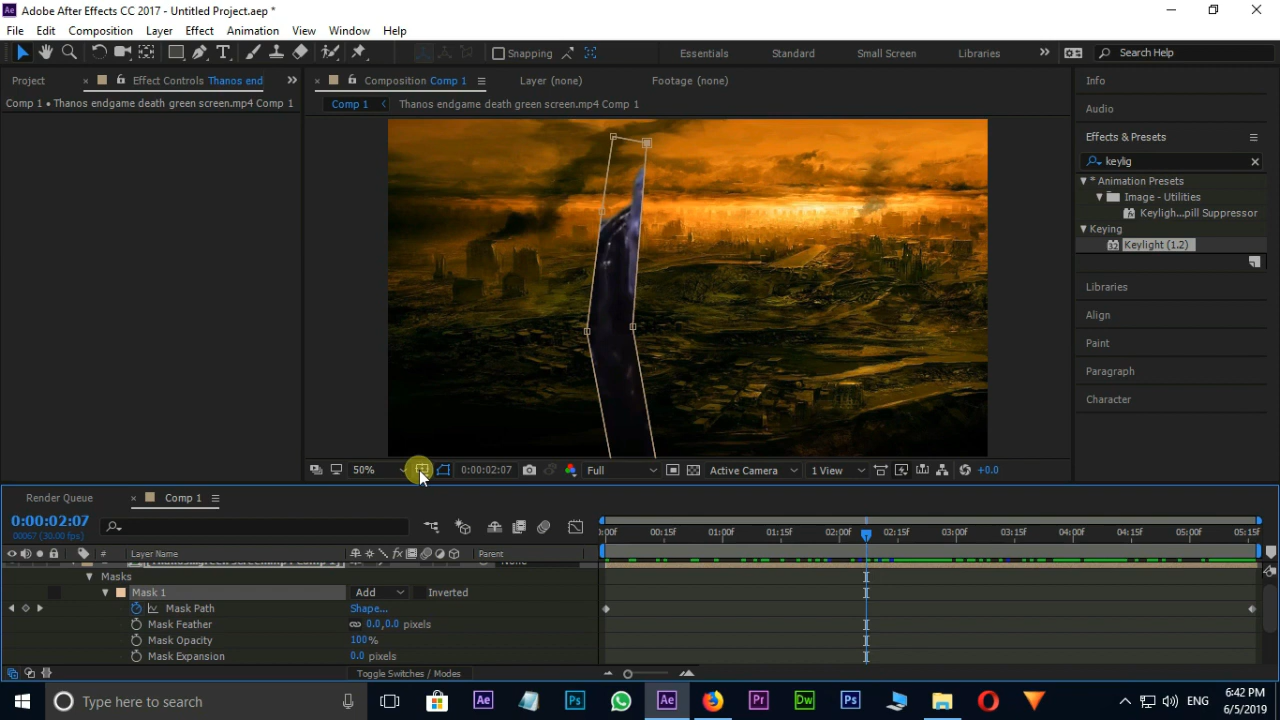 Adobe After Effects CC 2017 - Untitled Project.aep *
File Edit Composition Layer Effect Animation View Window Help
Snapping Essentials Standard Small Screen Libraries Search Help
Project Effect Controls Thanos end Composition Comp 1 Layer (none) Footage (none) Info
Comp 1 • Thanos endgame death green screen.mp4 Comp 1 Comp 1 Thanos endgame death green screen.mp4 Comp 1
Audio
Effects & Presets
keylig
* Animation Presets
Image - Utilities
Keyligh...pill Suppressor
Keying
Keylight (1.2)
Libraries
Align
Paint
Paragraph
Character
50% 0:00:02:07 Full Active Camera 1 View +0.0
Render Queue Comp 1
0:00:02:07
00067 (30.00 fps)
:00F 00:15F 01:00F 01:15F 02:00F 02:15F 03:00F 03:15F 04:00F 04:15F 05:00F 05:15F
# Layer Name fx Parent
None
Masks
Mask 1 Add Inverted
Mask Path Shape...
Mask Feather 0.0,0.0 pixels
Mask Opacity 100%
Mask Expansion 0.0 pixels
Toggle Switches / Modes
Type here to search ENG 6:42 PM
6/5/2019